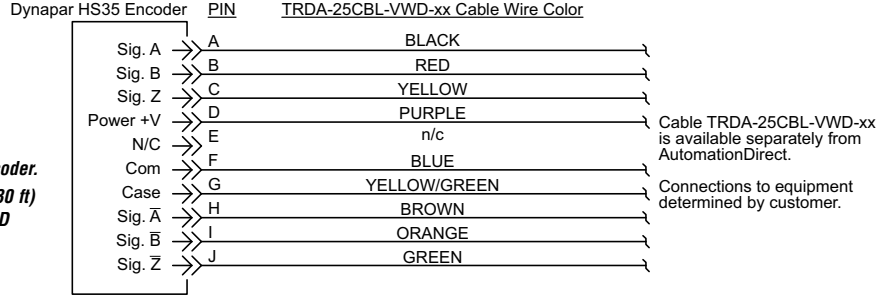 Dynapar HS35 Encoder PIN TRDA-25CBL-VWD-xx Cable Wire Color
Sig. A A BLACK
Sig. B B RED
Sig. Z C YELLOW
Power +V D PURPLE
N/C E n/c
Com F BLUE
Case G YELLOW/GREEN
Sig. A̅ H BROWN
Sig. B̅ I ORANGE
Sig. Z̅ J GREEN
Cable TRDA-25CBL-VWD-xx
is available separately from
AutomationDirect.
Connections to equipment
determined by customer.
ft)